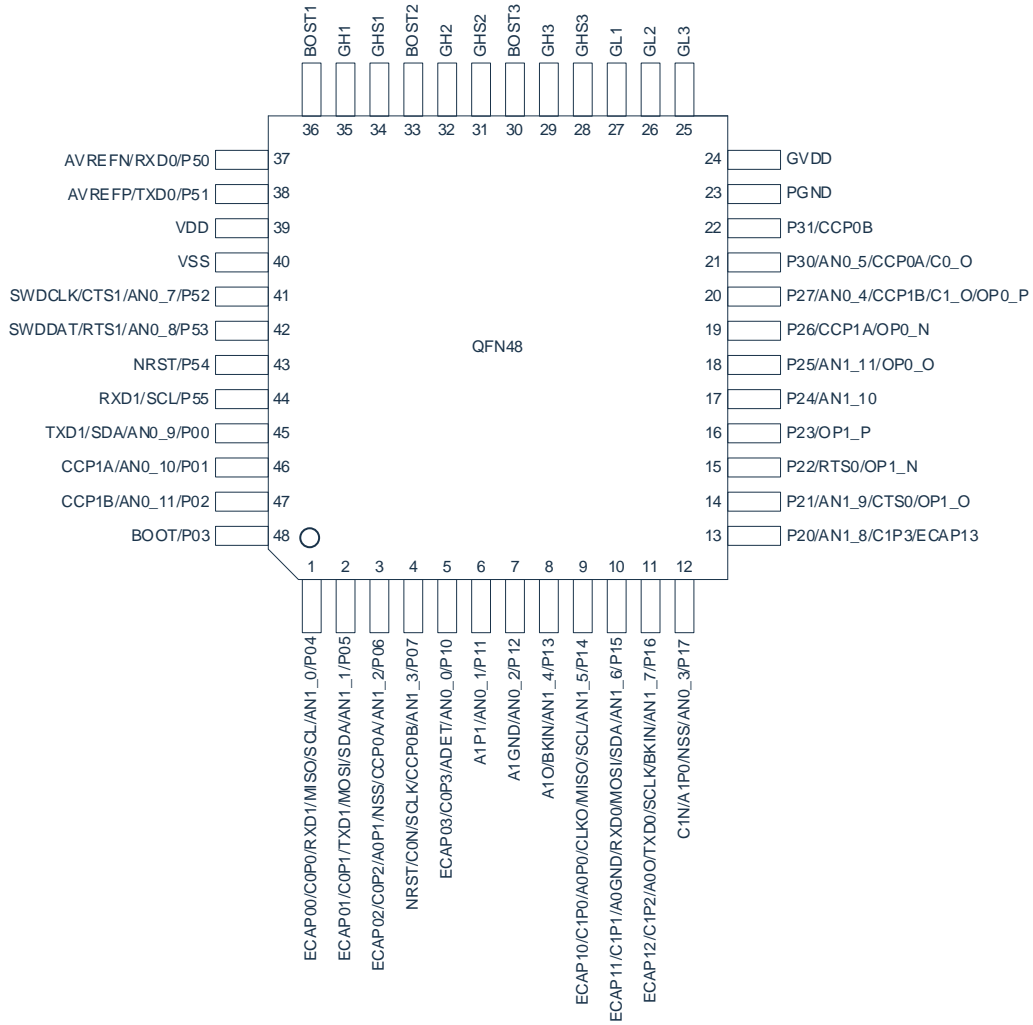 BOST1
GH1
GHS1
BOST2
GH2
GHS2
BOST3
GH3
GHS3
GL1
GL2
GL3
36
35
34
33
32
31
30
29
28
27
26
25
AVREFN/RXD0/P50 37
AVREFP/TXD0/P51 38
VDD 39
VSS 40
SWDCLK/CTS1/AN0_7/P52 41
SWDDAT/RTS1/AN0_8/P53 42
NRST/P54 43
RXD1/SCL/P55 44
TXD1/SDA/AN0_9/P00 45
CCP1A/AN0_10/P01 46
CCP1B/AN0_11/P02 47
BOOT/P03 48
QFN48
24 GVDD
23 PGND
22 P31/CCP0B
21 P30/AN0_5/CCP0A/C0_O
20 P27/AN0_4/CCP1B/C1_O/OP0_P
19 P26/CCP1A/OP0_N
18 P25/AN1_11/OP0_O
17 P24/AN1_10
16 P23/OP1_P
15 P22/RTS0/OP1_N
14 P21/AN1_9/CTS0/OP1_O
13 P20/AN1_8/C1P3/ECAP13
1
2
3
4
5
6
7
8
9
10
11
12
ECAP00/C0P0/RXD1/MISO/SCL/AN1_0/P04
ECAP01/C0P1/TXD1/MOSI/SDA/AN1_1/P05
ECAP02/C0P2/A0P1/NSS/CCP0A/AN1_2/P06
NRST/C0N/SCLK/CCP0B/AN1_3/P07
ECAP03/C0P3/ADET/AN0_0/P10
A1P1/AN0_1/P11
A1GND/AN0_2/P12
A1O/BKIN/AN1_4/P13
ECAP10/C1P0/A0P0/CLKO/MISO/SCL/AN1_5/P14
ECAP11/C1P1/A0GND/RXD0/MOSI/SDA/AN1_6/P15
ECAP12/C1P2/A0O/TXD0/SCLK/BKIN/AN1_7/P16
C1N/A1P0/NSS/AN0_3/P17